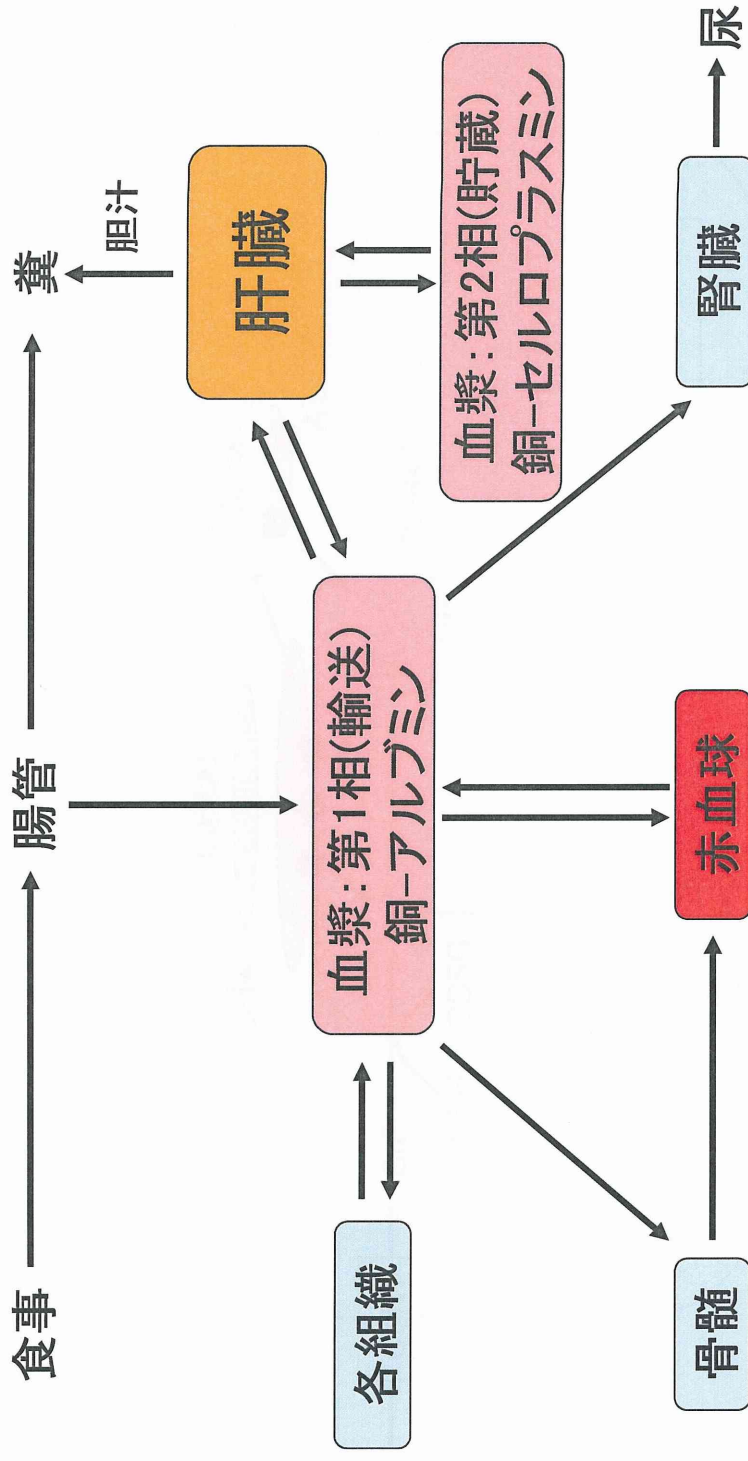 食事
腸管
糞
胆汁
肝臓
血漿:第1相(輸送)
銅-アルブミン
血漿:第2相(貯蔵)
銅-セルロプラスミン
各組織
骨髄
赤血球
腎臓
尿